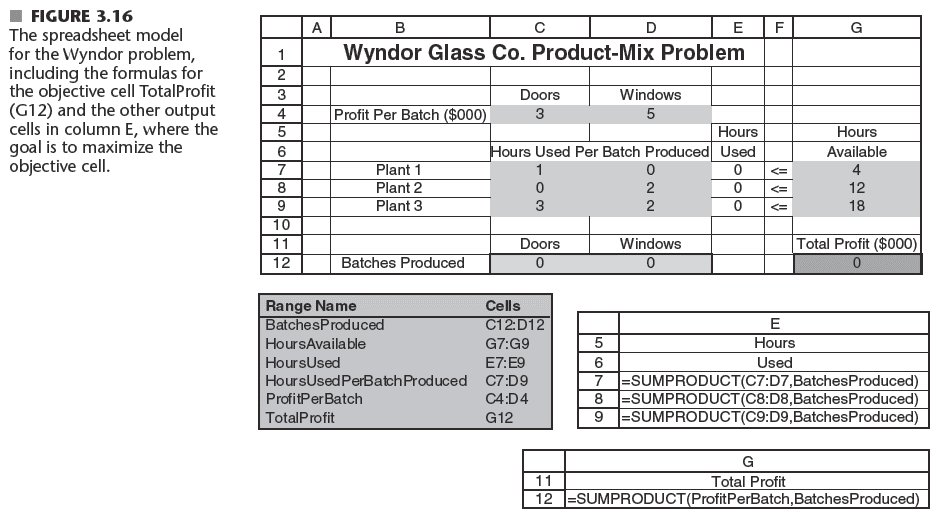 FIGURE 3.16
The spreadsheet model
for the Wyndor problem,
including the formulas for
the objective cell TotalProfit
(G12) and the other output
cells in column E, where the
goal is to maximize the
objective cell.
A B C D E F G
1 Wyndor Glass Co. Product-Mix Problem
2
3 Doors Windows
4 Profit Per Batch ($000) 3 5
5 Hours Hours
6 Hours Used Per Batch Produced Used Available
7 Plant 1 1 0 0 <= 4
8 Plant 2 0 2 0 <= 12
9 Plant 3 3 2 0 <= 18
10
11 Doors Windows Total Profit ($000)
12 Batches Produced 0 0 0
Range Name Cells
BatchesProduced C12:D12
HoursAvailable G7:G9
HoursUsed E7:E9
HoursUsedPerBatchProduced C7:D9
ProfitPerBatch C4:D4
TotalProfit G12
E
5 Hours
6 Used
7 =SUMPRODUCT(C7:D7,BatchesProduced)
8 =SUMPRODUCT(C8:D8,BatchesProduced)
9 =SUMPRODUCT(C9:D9,BatchesProduced)
G
11 Total Profit
12 =SUMPRODUCT(ProfitPerBatch,BatchesProduced)